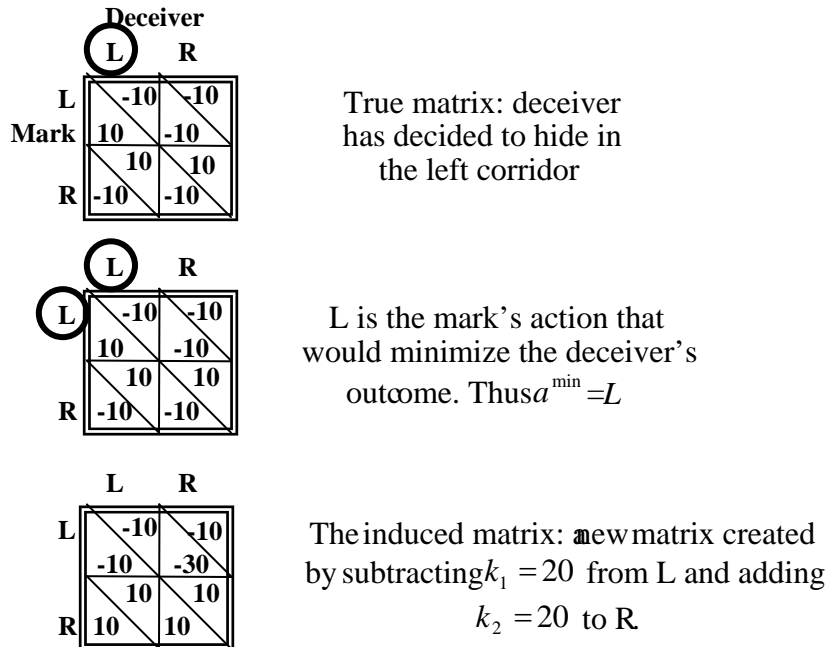 Deceiver
L R
L -10 -10
Mark 10 -10
10 10
R -10 -10
True matrix: deceiver
has decided to hide in
the left corridor
L R
L -10 -10
10 -10
10 10
R -10 -10
L is the mark’s action that
would minimize the deceiver’s
outcome. Thus a^min = L
L R
L -10 -10
-10 -30
10 10
R 10 10
The induced matrix: a new matrix created
by subtracting k₁ = 20 from L and adding
k₂ = 20 to R.